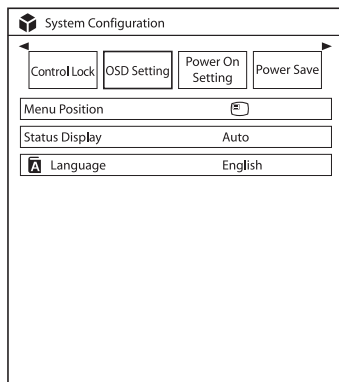 System Configuration
Control Lock
OSD Setting
Power On
Setting
Power Save
Menu Position
Status Display Auto
A Language English